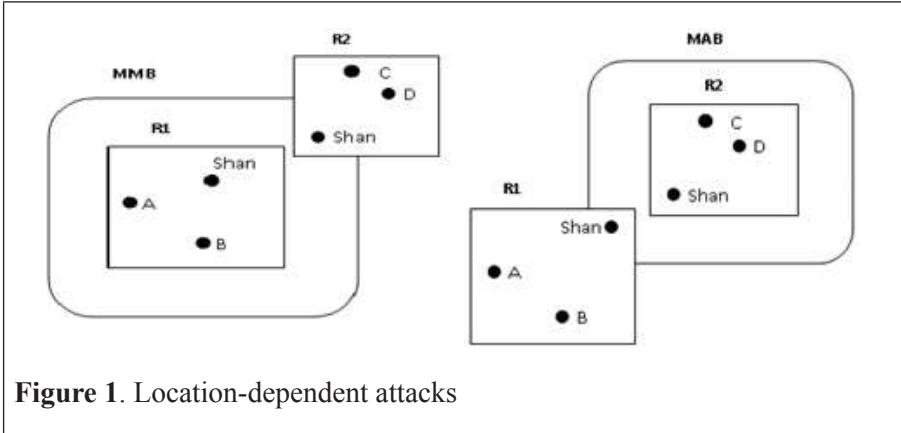 MMB
R1
Shan
A
B
R2
C
D
Shan
MAB
R2
C
D
Shan
R1
Shan
A
B
Figure 1. Location-dependent attacks